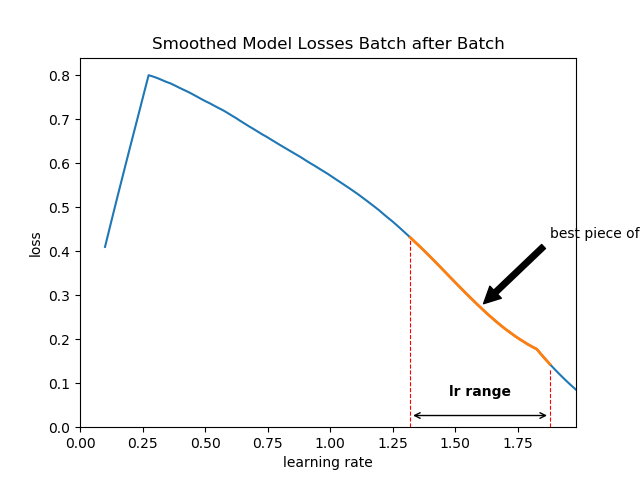 Smoothed Model Losses Batch after Batch
0.8
0.7
0.6
0.5
0.4
0.3
0.2
0.1
0.0
loss
best piece of
lr range
0.00 0.25 0.50 0.75 1.00 1.25 1.50 1.75
learning rate